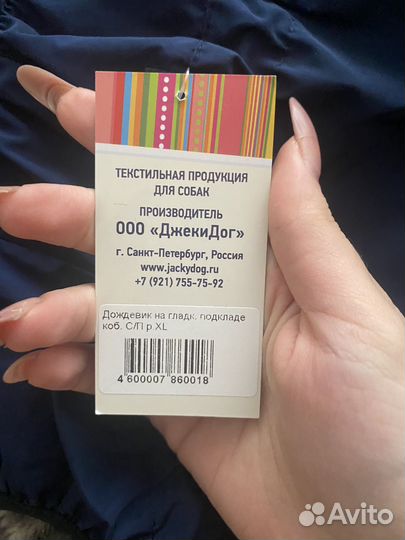 ТЕКСТИЛЬНАЯ ПРОДУКЦИЯ
ДЛЯ СОБАК
ПРОИЗВОДИТЕЛЬ
ООО «ДжекиДог»
г. Санкт-Петербург, Россия
www.jackydog.ru
+7 (921) 755-75-92
Дождевик на гладк. подкладе
коб. С/П р.XL
4 600007 860018
Avito